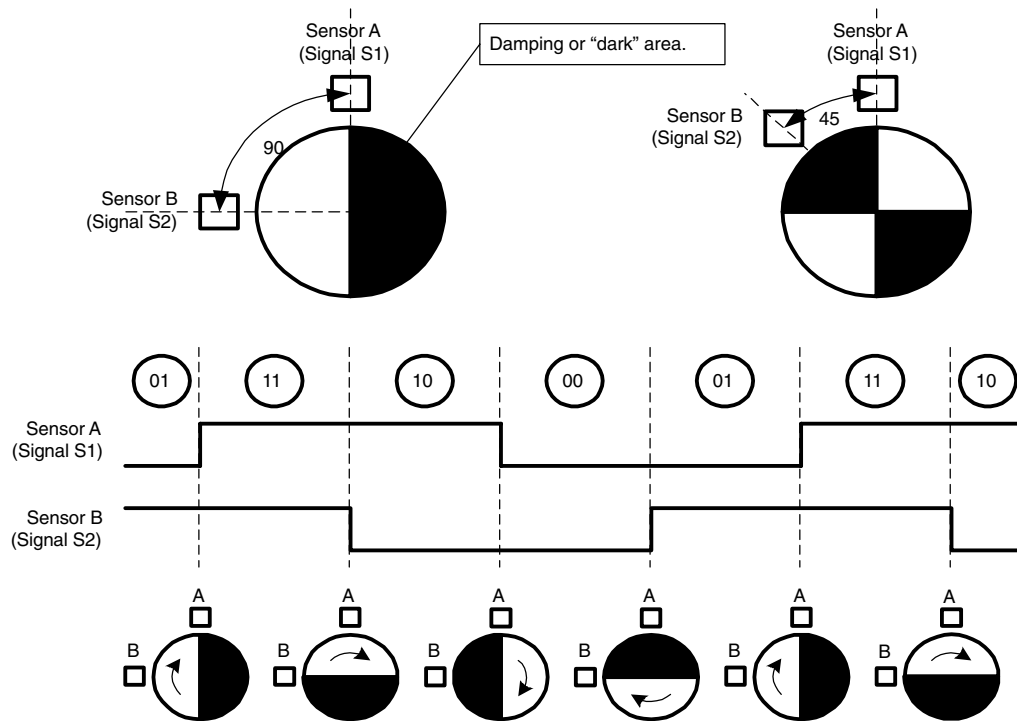 Sensor A
(Signal S1)
Damping or “dark” area.
Sensor A
(Signal S1)
Sensor B
(Signal S2)
45
90
Sensor B
(Signal S2)
01
11
10
00
01
11
10
Sensor A
(Signal S1)
Sensor B
(Signal S2)
A
A
A
A
A
A
B
B
B
B
B
B